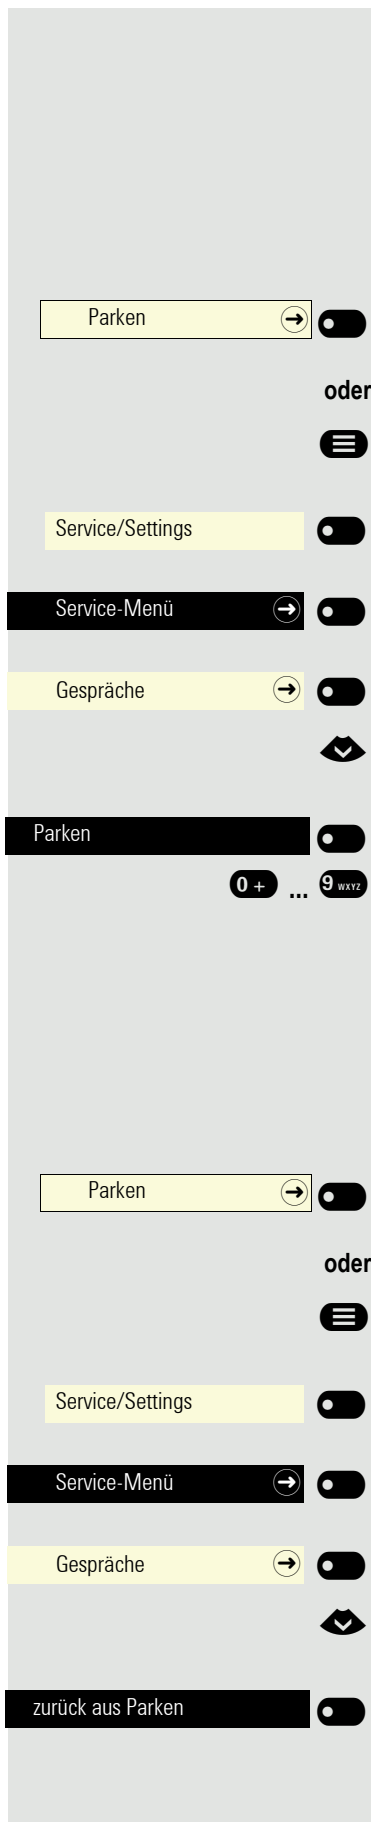 Parken
oder
Service/Settings
Service-Menü
Gespräche
Parken
0 + ... 9 WXYZ
Parken
oder
Service/Settings
Service-Menü
Gespräche
zurück aus Parken